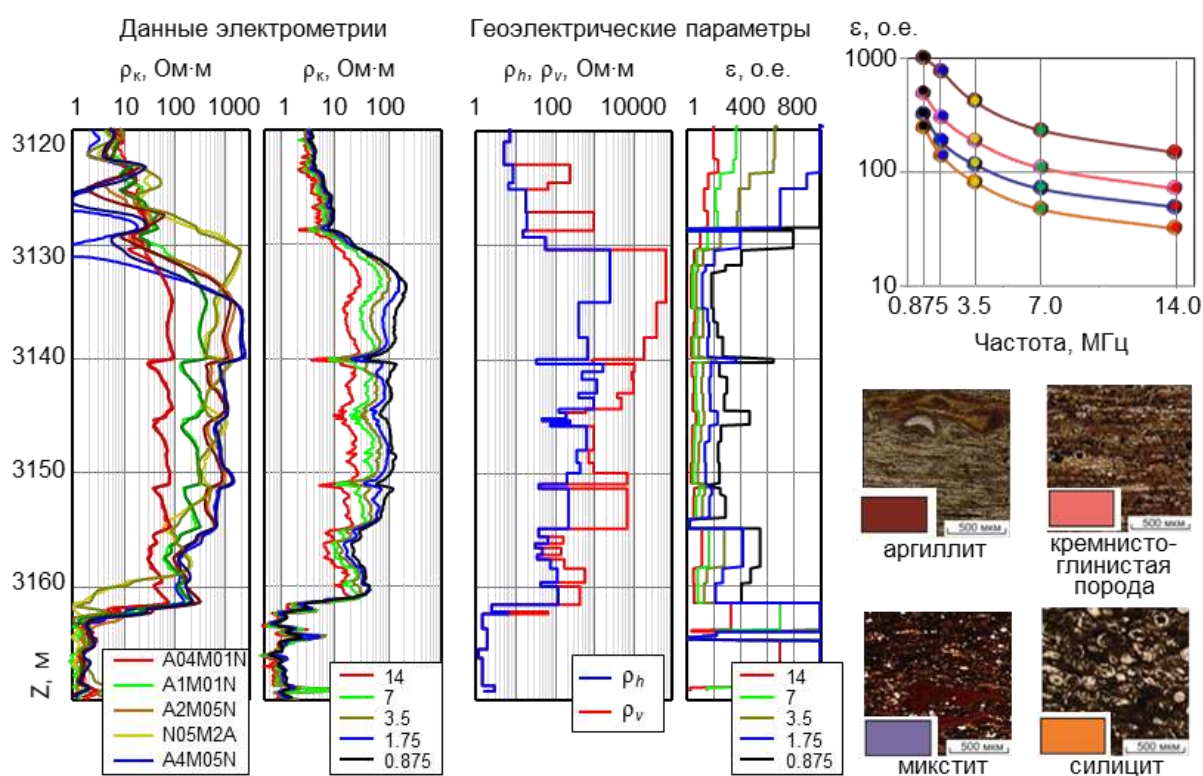 Данные электрометрии
Геоэлектрические параметры
ρк, Ом·м
ρк, Ом·м
ρh, ρv, Ом·м
ε, о.е.
1 10 100 1000
1 10 100
1 100 10000
1 400 800
3120
3130
3140
3150
3160
Z, м
A04M01N
A1M01N
A2M05N
N05M2A
A4M05N
14
7
3.5
1.75
0.875
ρh
ρv
14
7
3.5
1.75
0.875
ε, о.е.
1000
100
10
0.875 3.5 7.0 14.0
Частота, МГц
500 мкм
аргиллит
500 мкм
кремнисто-
глинистая
порода
500 мкм
микстит
500 мкм
силицит